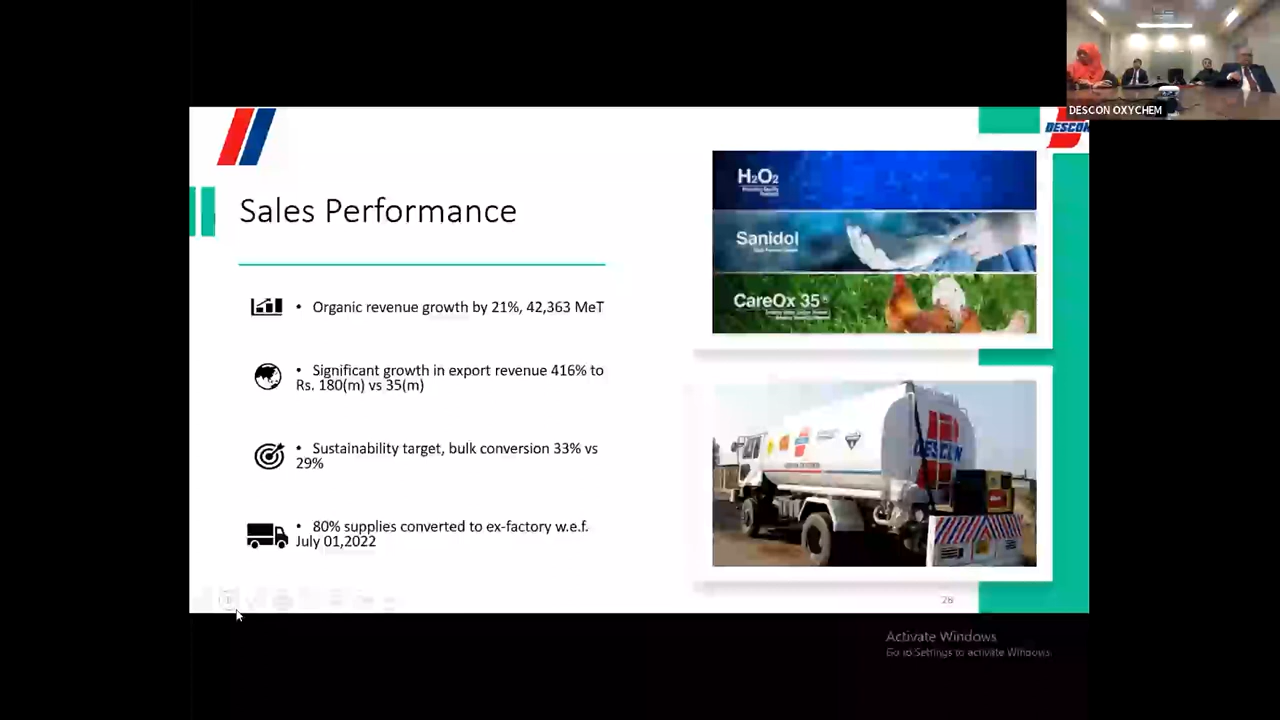 DESCON OXYCHEM
DESCON
Sales Performance
• Organic revenue growth by 21%, 42,363 MeT
• Significant growth in export revenue 416% to
Rs. 180(m) vs 35(m)
• Sustainability target, bulk conversion 33% vs
29%
• 80% supplies converted to ex-factory w.e.f.
July 01,2022
H₂O₂
Sanidol
CareOx 35®
DESCON
26
Activate Windows
Go to Settings to activate Windows.